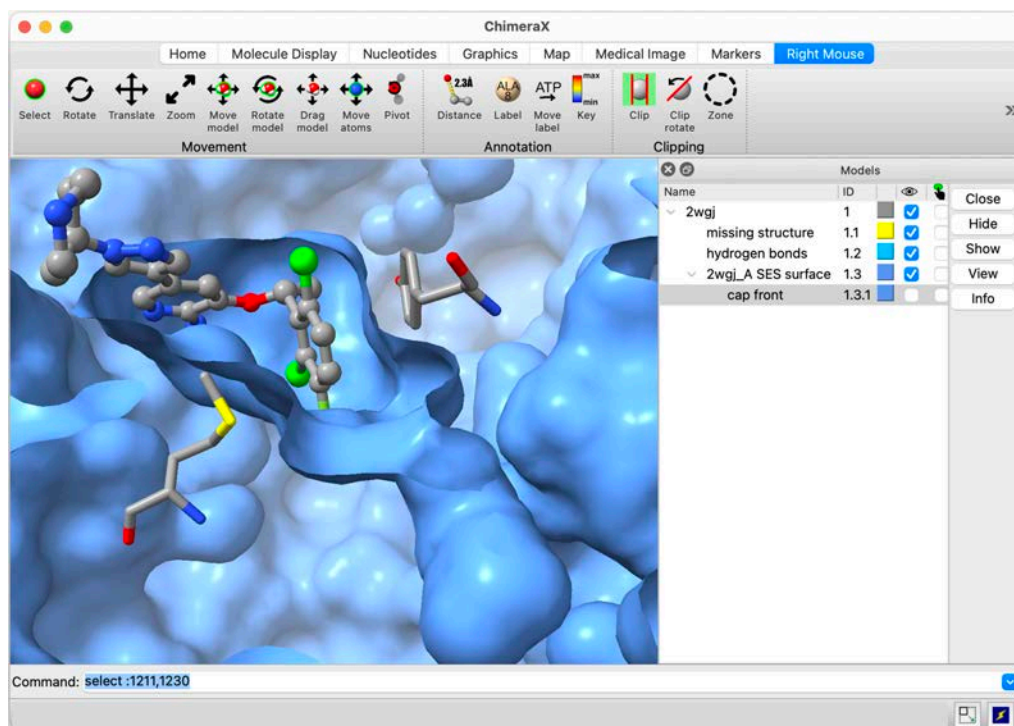 ChimeraX
Home Molecule Display Nucleotides Graphics Map Medical Image Markers Right Mouse
2.3Å ALA 8 ATP max min
Select Rotate Translate Zoom Move model Rotate model Drag model Move atoms Pivot Distance Label Move label Key Clip Clip rotate Zone
Movement Annotation Clipping
Models
Name ID
2wgj 1
missing structure 1.1
hydrogen bonds 1.2
2wgj_A SES surface 1.3
cap front 1.3.1
Close
Hide
Show
View
Info
Command: select :1211,1230